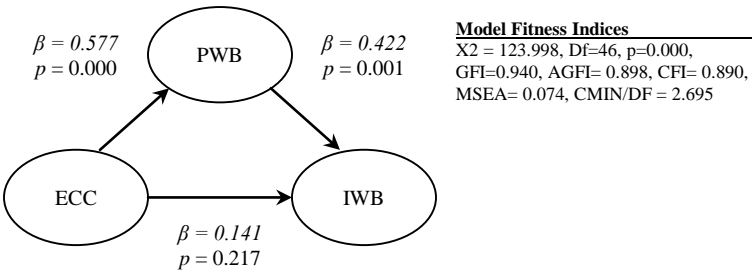 β = 0.577
p = 0.000
PWB
β = 0.422
p = 0.001
Model Fitness Indices
X2 = 123.998, Df=46, p=0.000,
GFI=0.940, AGFI= 0.898, CFI= 0.890,
MSEA= 0.074, CMIN/DF = 2.695
ECC
IWB
β = 0.141
p = 0.217